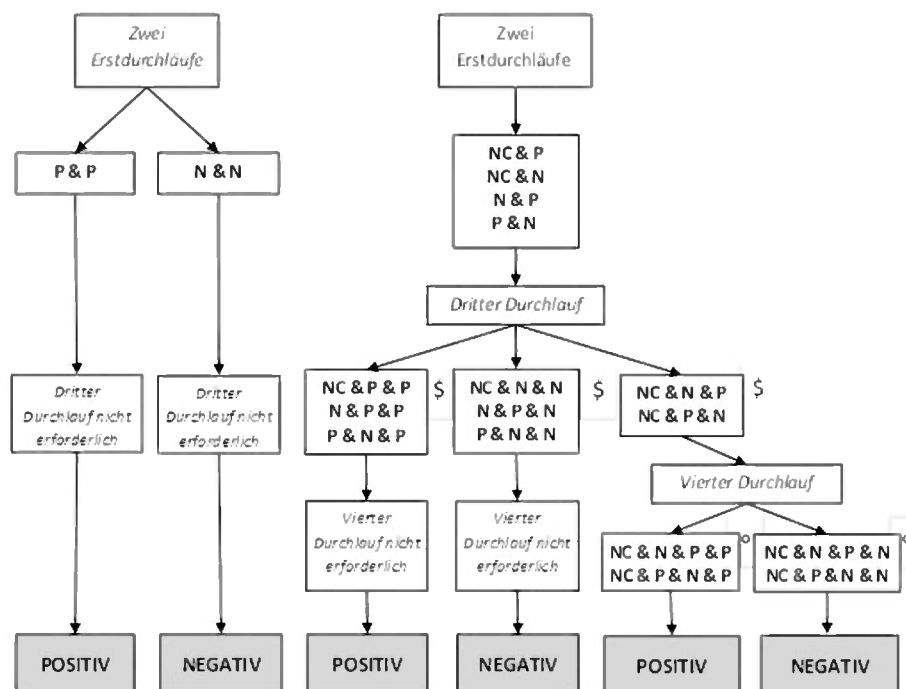 Zwei
Erstdurchläufe
Zwei
Erstdurchläufe
P & P
N & N
NC & P
NC & N
N & P
P & N
Dritter Durchlauf
Dritter
Durchlauf nicht
erforderlich
Dritter
Durchlauf nicht
erforderlich
NC & P & P
N & P & P
P & N & P
$
NC & N & N
N & P & N
P & N & N
$
NC & N & P
NC & P & N
$
Vierter Durchlauf
Vierter
Durchlauf nicht
erforderlich
Vierter
Durchlauf nicht
erforderlich
NC & N & P & P
NC & P & N & P
°
NC & N & P & N
NC & P & N & N
°
POSITIV
NEGATIV
POSITIV
NEGATIV
POSITIV
NEGATIV